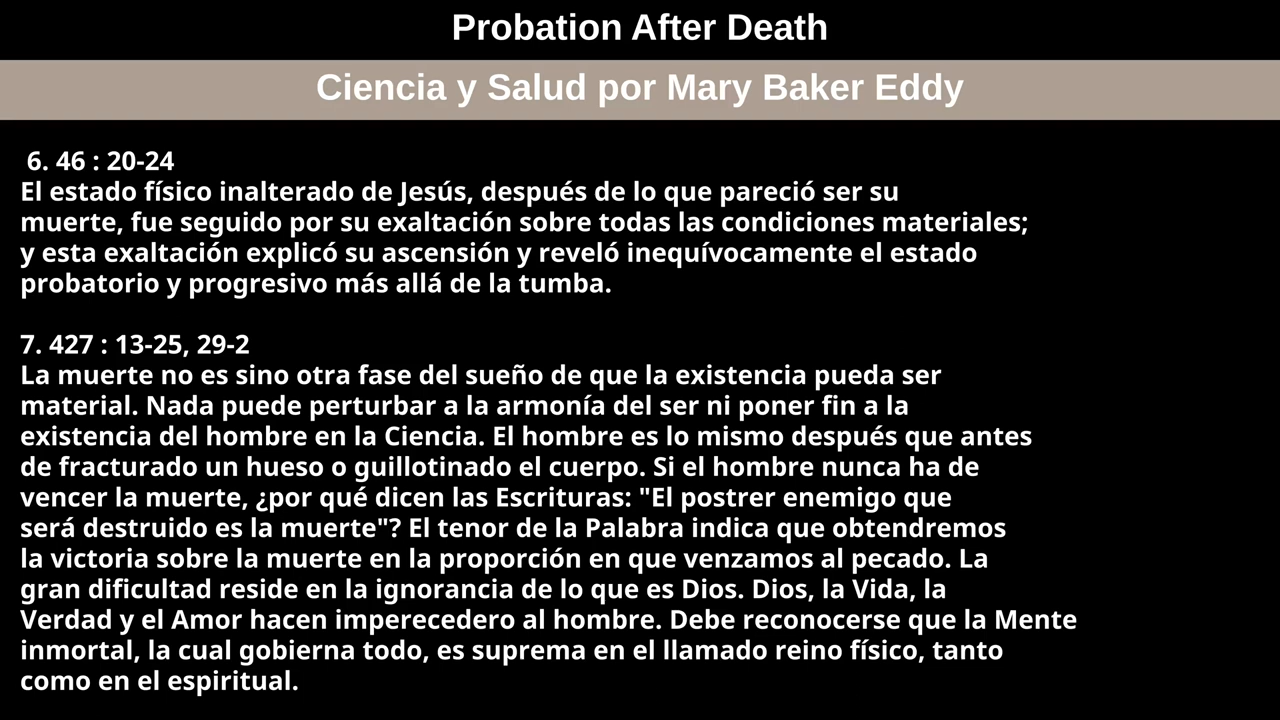 Probation After Death
Ciencia y Salud por Mary Baker Eddy
6. 46 : 20-24
El estado físico inalterado de Jesús, después de lo que pareció ser su
muerte, fue seguido por su exaltación sobre todas las condiciones materiales;
y esta exaltación explicó su ascensión y reveló inequívocamente el estado
probatorio y progresivo más allá de la tumba.
7. 427 : 13-25, 29-2
La muerte no es sino otra fase del sueño de que la existencia pueda ser
material. Nada puede perturbar a la armonía del ser ni poner fin a la
existencia del hombre en la Ciencia. El hombre es lo mismo después que antes
de fracturado un hueso o guillotinado el cuerpo. Si el hombre nunca ha de
vencer la muerte, ¿por qué dicen las Escrituras: "El postrer enemigo que
será destruido es la muerte"? El tenor de la Palabra indica que obtendremos
la victoria sobre la muerte en la proporción en que venzamos al pecado. La
gran dificultad reside en la ignorancia de lo que es Dios. Dios, la Vida, la
Verdad y el Amor hacen imperecedero al hombre. Debe reconocerse que la Mente
inmortal, la cual gobierna todo, es suprema en el llamado reino físico, tanto
como en el espiritual.